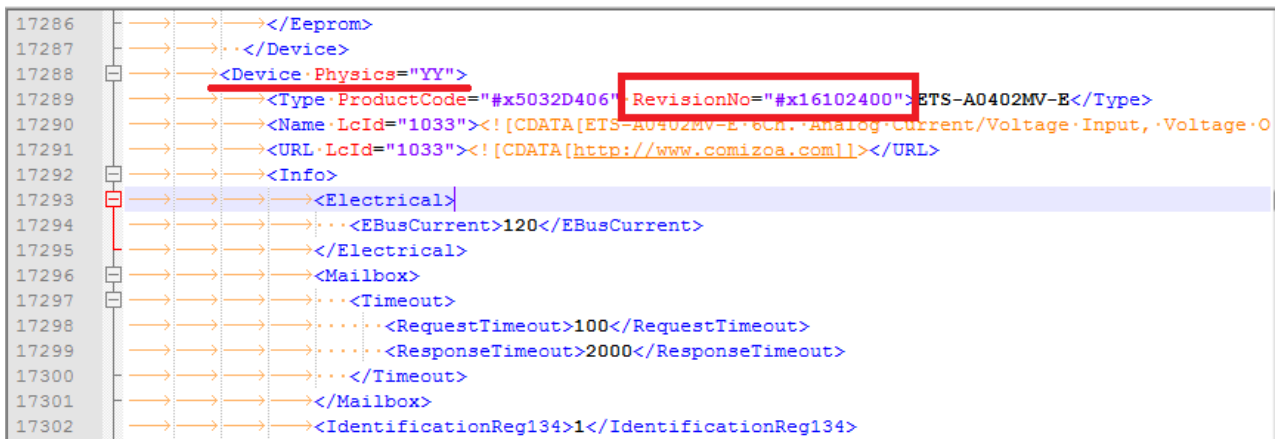 17286 </Eeprom>
17287 </Device>
17288 <Device Physics="YY">
17289 <Type ProductCode="#x5032D406" RevisionNo="#x16102400">ETS-A0402MV-E</Type>
17290 <Name LcId="1033"><![CDATA[ETS-A0402MV-E 6Ch. Analog Current/Voltage Input, Voltage O
17291 <URL LcId="1033"><![CDATA[http://www.comizoa.com]]></URL>
17292 <Info>
17293 <Electrical>
17294 <EBusCurrent>120</EBusCurrent>
17295 </Electrical>
17296 <Mailbox>
17297 <Timeout>
17298 <RequestTimeout>100</RequestTimeout>
17299 <ResponseTimeout>2000</ResponseTimeout>
17300 </Timeout>
17301 </Mailbox>
17302 <IdentificationReg134>1</IdentificationReg134>